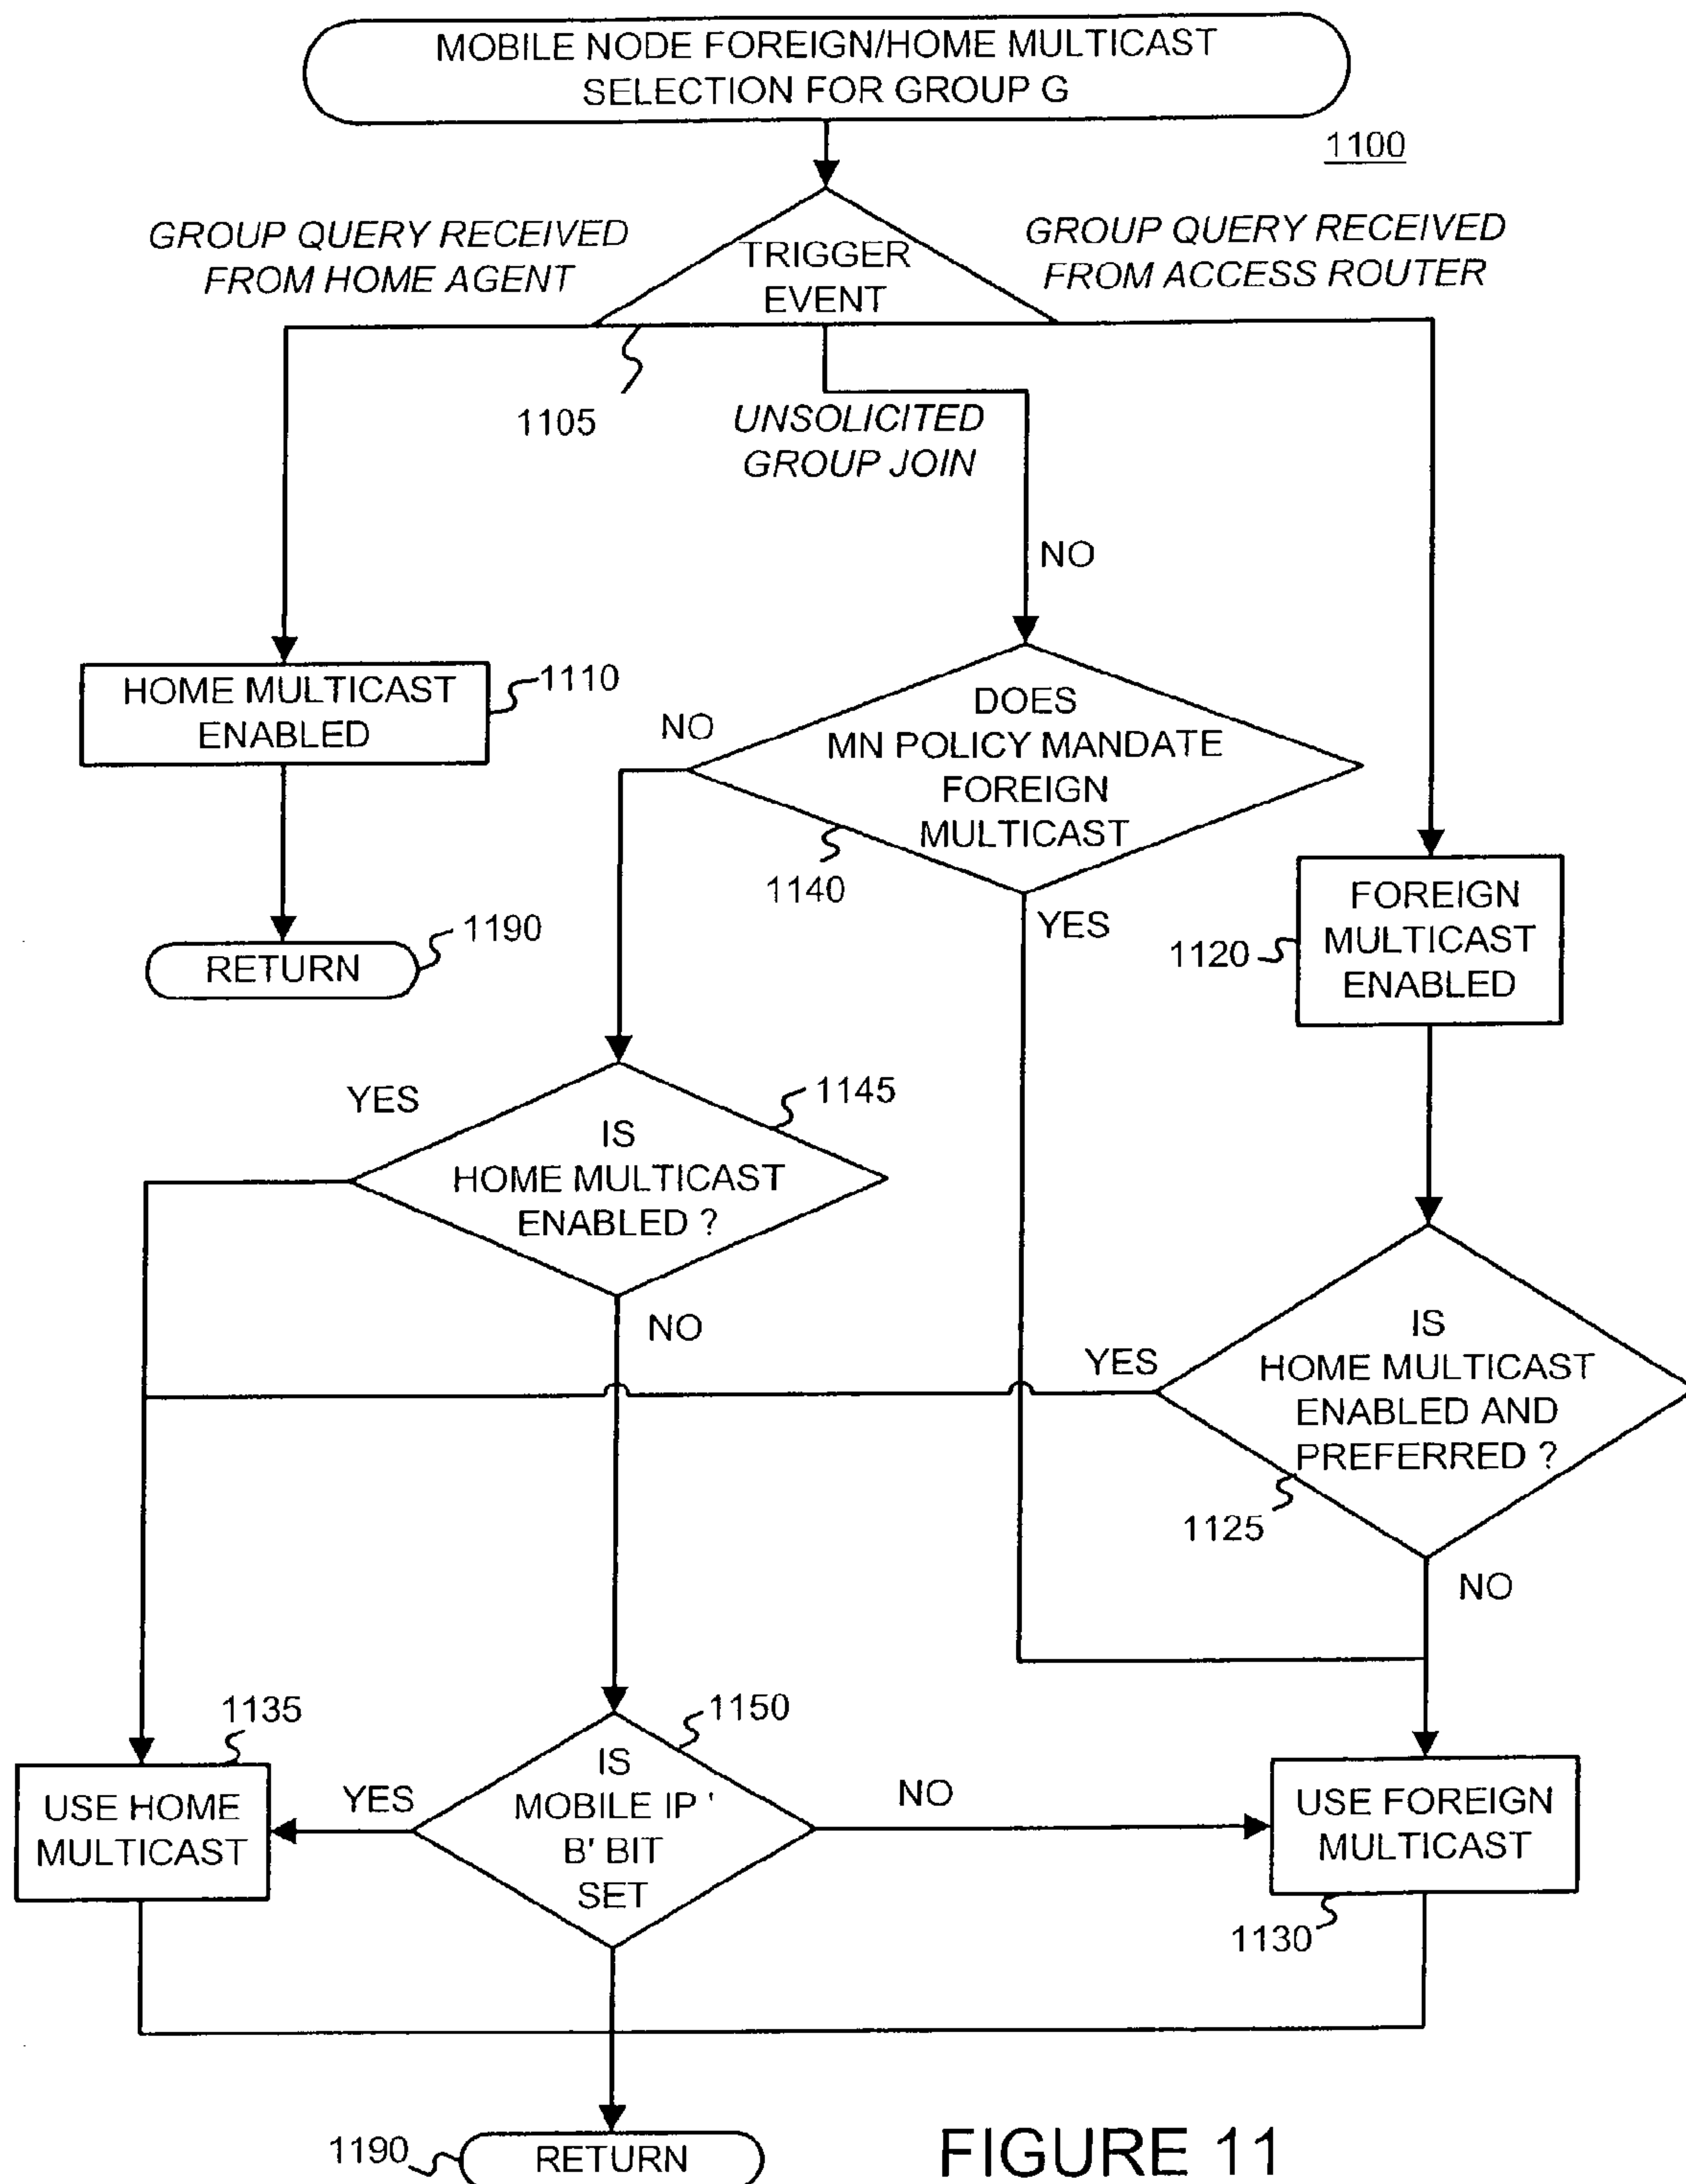 MOBILE NODE FOREIGN/HOME MULTICAST
SELECTION FOR GROUP G
1100
GROUP QUERY RECEIVED
FROM HOME AGENT
TRIGGER
EVENT
GROUP QUERY RECEIVED
FROM ACCESS ROUTER
1105
UNSOLICITED
GROUP JOIN
NO
HOME MULTICAST
ENABLED
1110
NO
DOES
MN POLICY MANDATE
FOREIGN
MULTICAST
1140
YES
FOREIGN
MULTICAST
ENABLED
1120
RETURN
1190
YES
1145
IS
HOME MULTICAST
ENABLED ?
NO
YES
IS
HOME MULTICAST
ENABLED AND
PREFERRED ?
1125
NO
1135
USE HOME
MULTICAST
YES
1150
IS
MOBILE IP '
B' BIT
SET
NO
USE FOREIGN
MULTICAST
1130
1190
RETURN
FIGURE 11